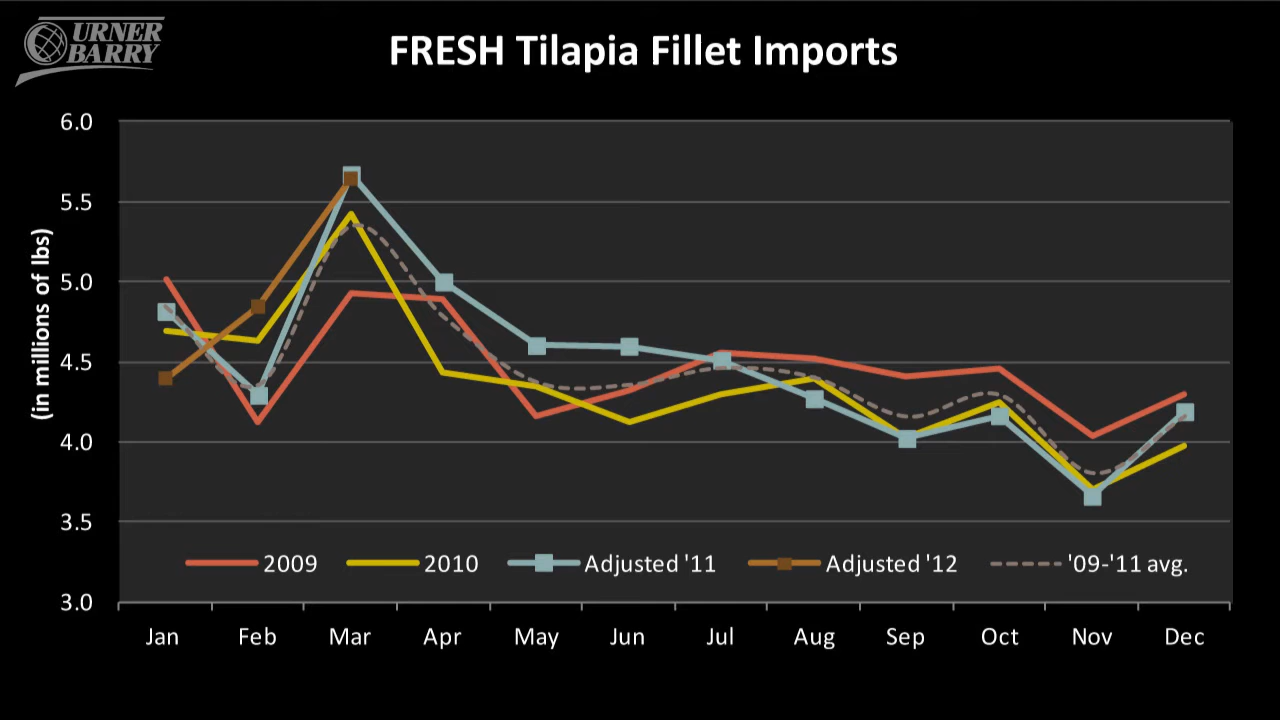 URNER
BARRY
FRESH Tilapia Fillet Imports
(in millions of lbs)
6.0
5.5
5.0
4.5
4.0
3.5
3.0
2009 2010 Adjusted '11 Adjusted '12 '09-'11 avg.
Jan Feb Mar Apr May Jun Jul Aug Sep Oct Nov Dec